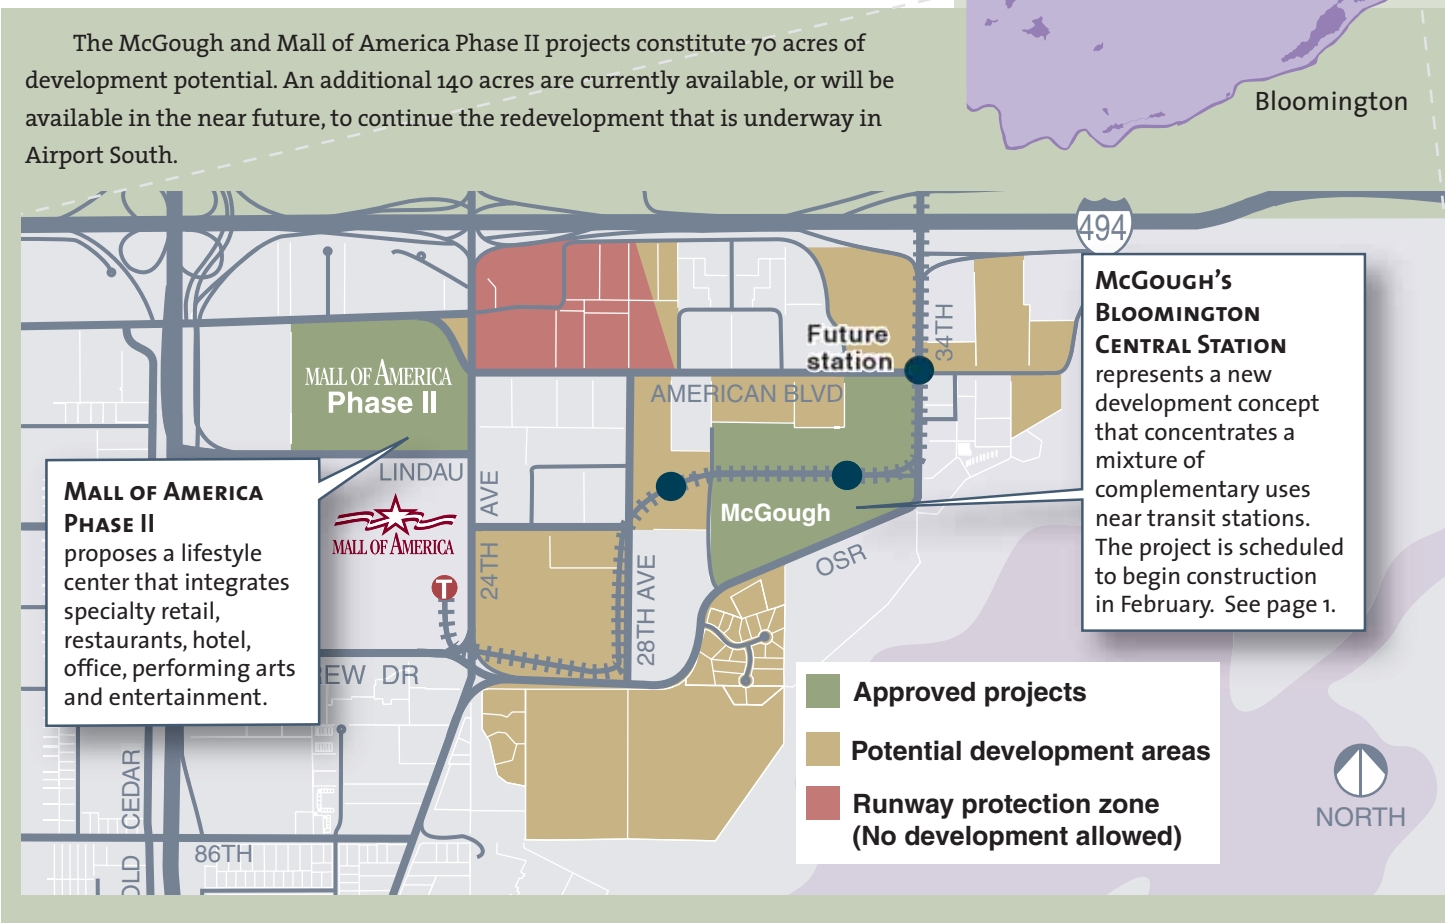 The McGough and Mall of America Phase II projects constitute 70 acres of
development potential. An additional 140 acres are currently available, or will be
available in the near future, to continue the redevelopment that is underway in
Airport South.
Bloomington
494
McGough's
Bloomington
Central Station
represents a new
development concept
that concentrates a
mixture of
complementary uses
near transit stations.
The project is scheduled
to begin construction
in February. See page 1.
Future
station
34TH
MALL OF AMERICA
Phase II
AMERICAN BLVD
LINDAU
Mall of America
Phase II
proposes a lifestyle
center that integrates
specialty retail,
restaurants, hotel,
office, performing arts
and entertainment.
MALL OF AMERICA
T
24TH AVE
McGough
OSR
28TH AVE
EW DR
Approved projects
Potential development areas
Runway protection zone
(No development allowed)
NORTH
OLD CEDAR
86TH